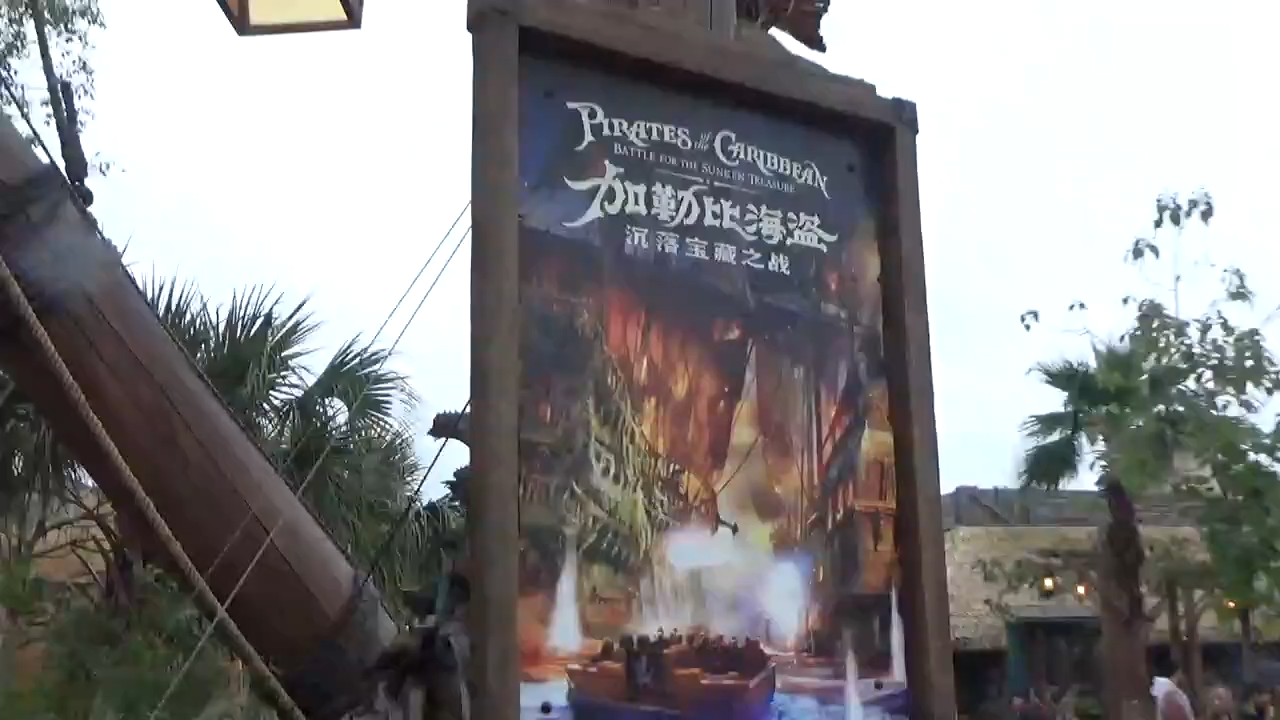 PIRATES of the CARIBBEAN
BATTLE FOR THE SUNKEN TREASURE
加勒比海盗
沉落宝藏之战